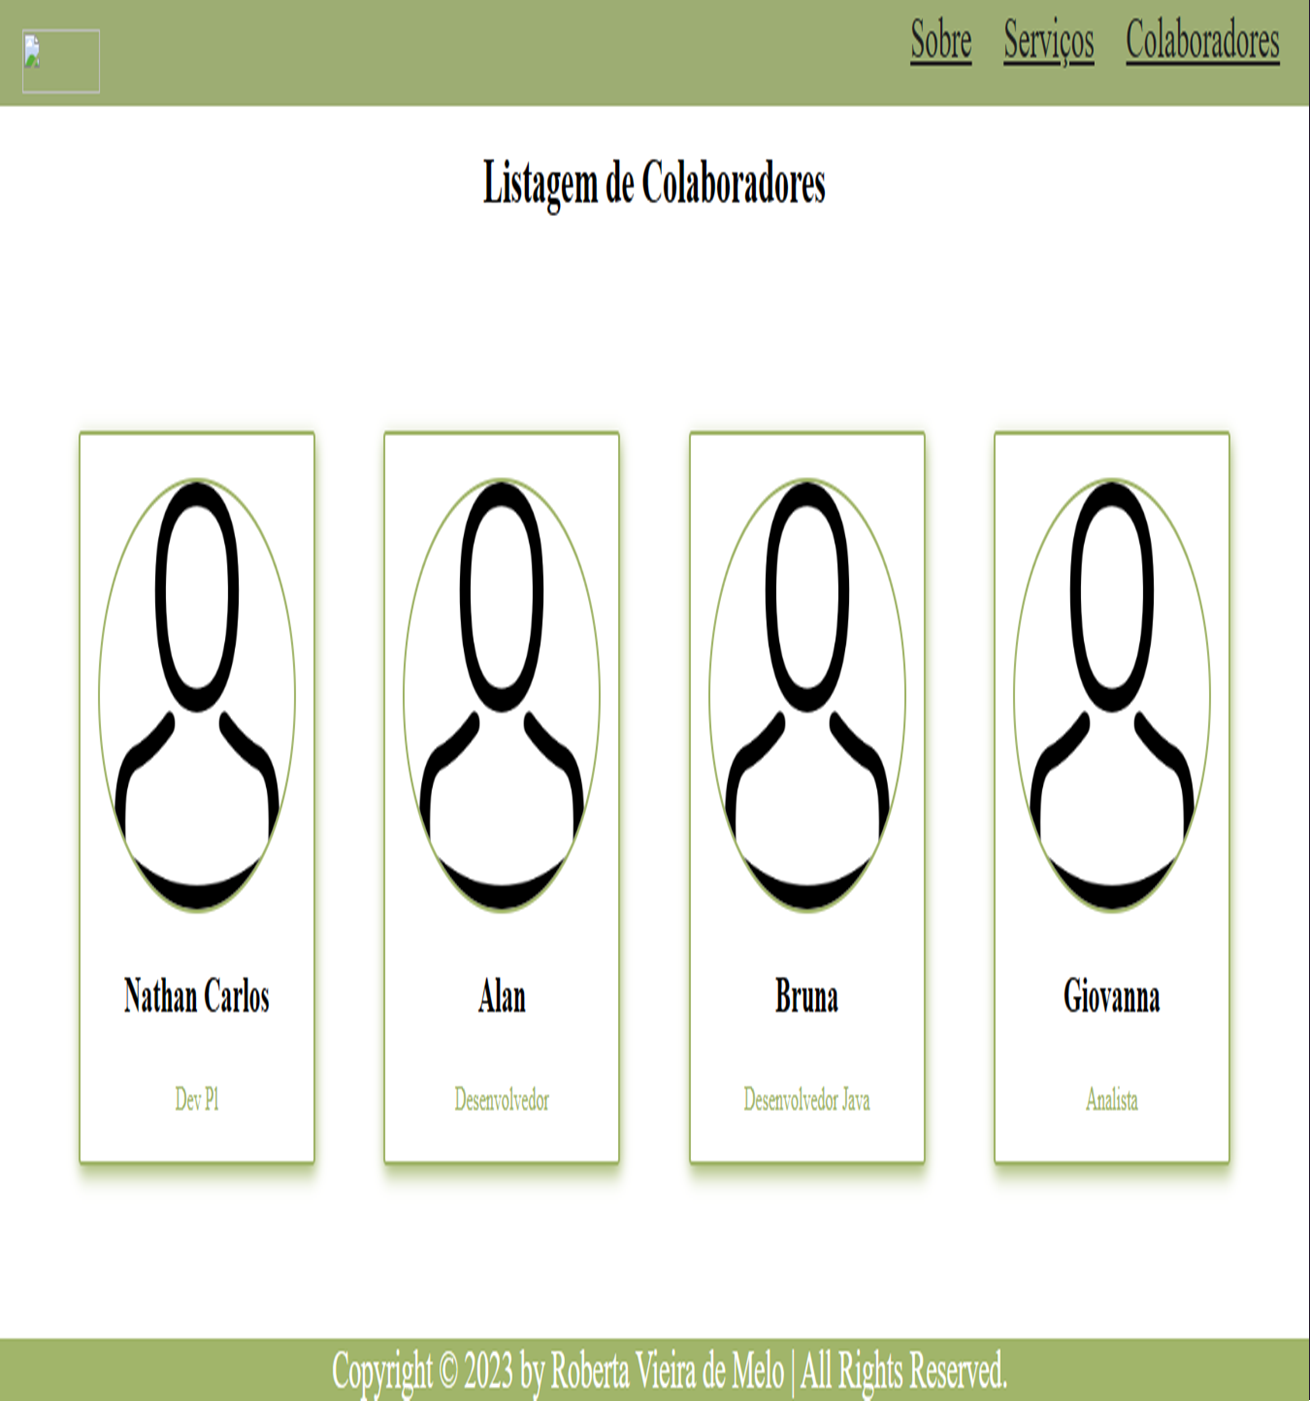 Sobre Serviços Colaboradores
Listagem de Colaboradores
Nathan Carlos
Dev Pl
Alan
Desenvolvedor
Bruna
Desenvolvedor Java
Giovanna
Analista
Copyright © 2023 by Roberta Vieira de Melo | All Rights Reserved.